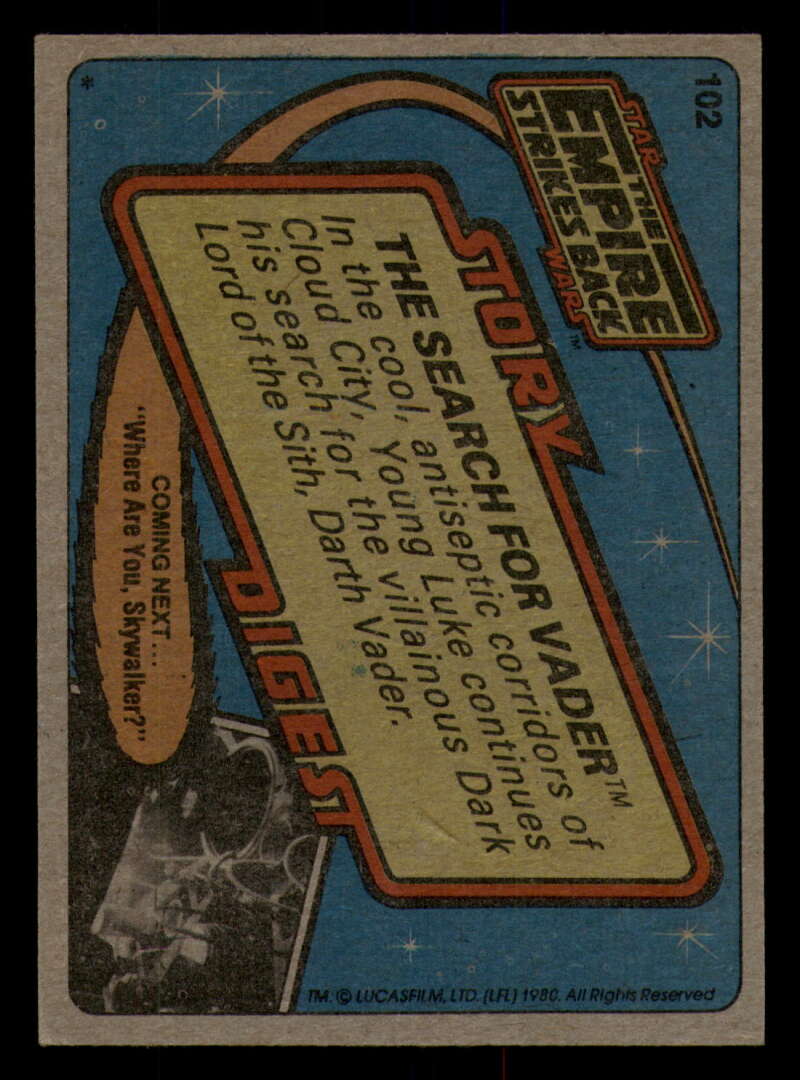 102
STAR
THE
EMPIRE
STRIKES BACK
WARS™
STORY
THE SEARCH FOR VADER™
In the cool, antiseptic corridors of
Cloud City, Young Luke continues
his search for the villainous Dark
Lord of the Sith, Darth Vader.
DIGEST
COMING NEXT...
"Where Are You, Skywalker?"
*
TM: © LUCASFILM, LTD. (LFL) 1980. All Rights Reserved